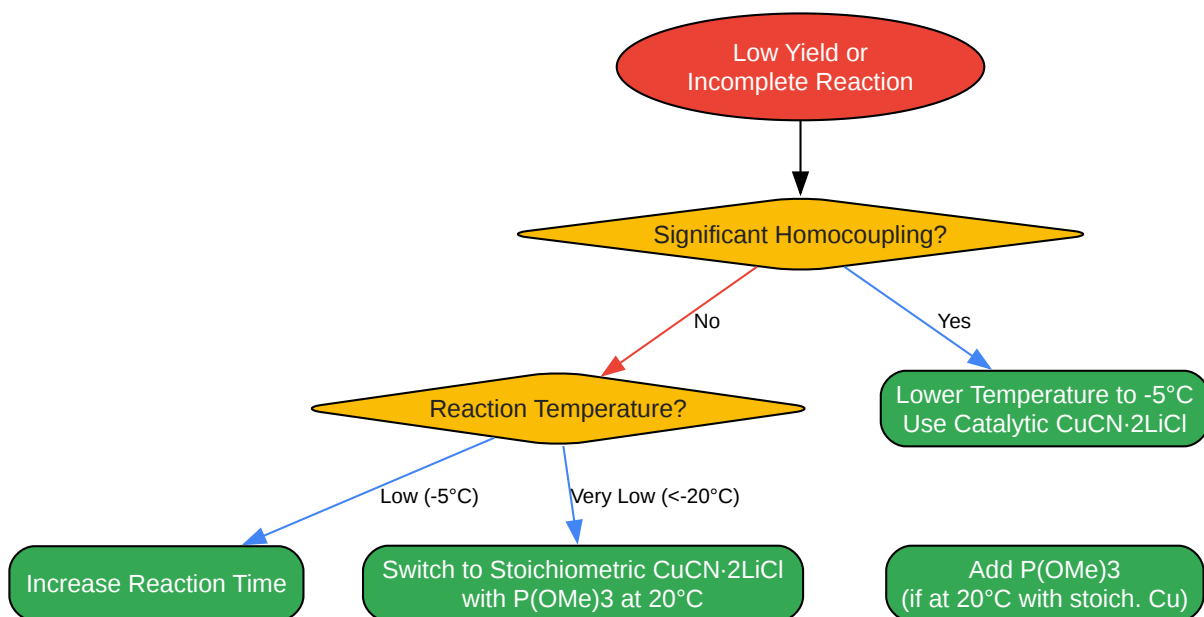 Low Yield or
Incomplete Reaction
Significant Homocoupling?
No
Yes
Reaction Temperature?
Lower Temperature to -5°C
Use Catalytic CuCN·2LiCl
Low (-5°C)
Very Low (<-20°C)
Increase Reaction Time
Switch to Stoichiometric CuCN·2LiCl
with P(OMe)3 at 20°C
Add P(OMe)3
(if at 20°C with stoich. Cu)